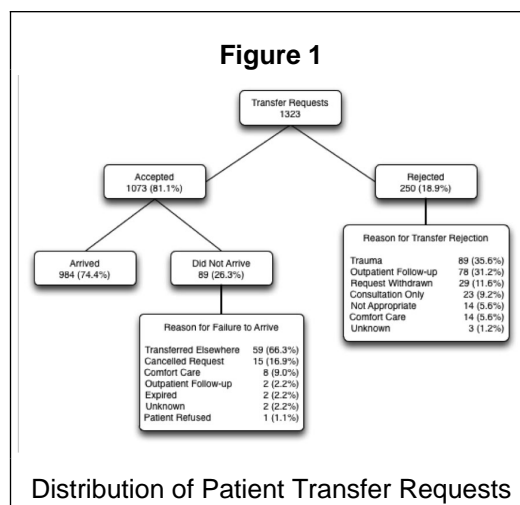 Figure 1
Transfer Requests
1323
Accepted
1073 (81.1%)
Rejected
250 (18.9%)
Arrived
984 (74.4%)
Did Not Arrive
89 (26.3%)
Reason for Transfer Rejection
Trauma 89 (35.6%)
Outpatient Follow-up 78 (31.2%)
Request Withdrawn 29 (11.6%)
Consultation Only 23 (9.2%)
Not Appropriate 14 (5.6%)
Comfort Care 14 (5.6%)
Unknown 3 (1.2%)
Reason for Failure to Arrive
Transferred Elsewhere 59 (66.3%)
Cancelled Request 15 (16.9%)
Comfort Care 8 (9.0%)
Outpatient Follow-up 2 (2.2%)
Expired 2 (2.2%)
Unknown 2 (2.2%)
Patient Refused 1 (1.1%)
Distribution of Patient Transfer Requests